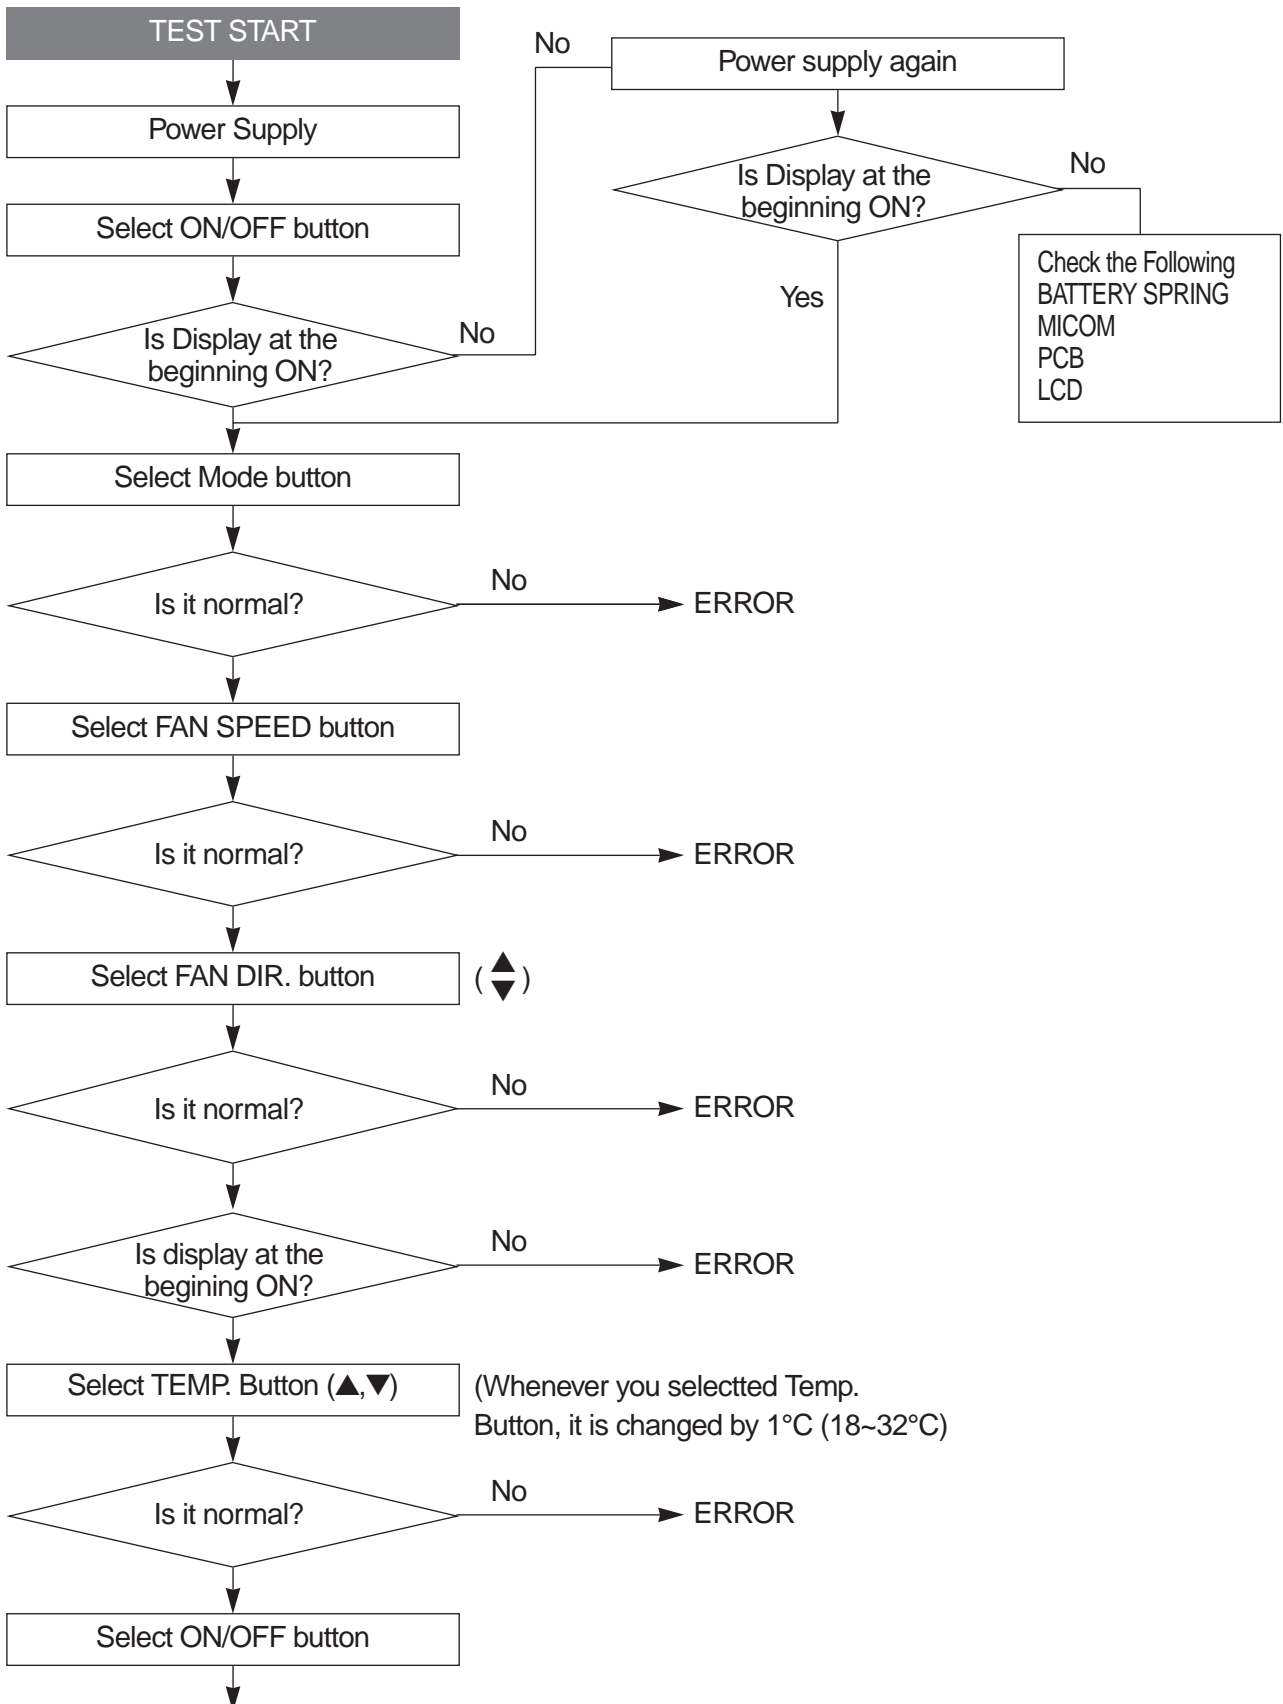 TEST START
No
Power supply again
Power Supply
Is Display at the
beginning ON?
No
Select ON/OFF button
Check the Following
BATTERY SPRING
MICOM
PCB
LCD
Yes
Is Display at the
beginning ON?
No
Select Mode button
Is it normal?
No
ERROR
Select FAN SPEED button
Is it normal?
No
ERROR
Select FAN DIR. button
(▲▼)
Is it normal?
No
ERROR
Is display at the
begining ON?
No
ERROR
Select TEMP. Button (▲,▼)
(Whenever you selectted Temp.
Button, it is changed by 1°C (18~32°C)
Is it normal?
No
ERROR
Select ON/OFF button